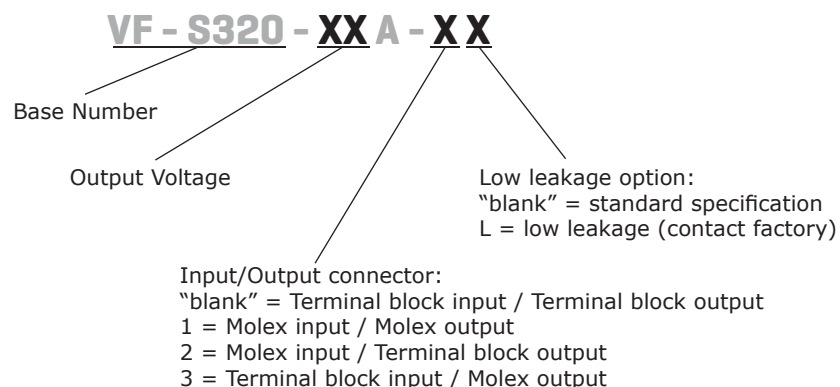 VF - S320 - XX A - X X
Base Number
Output Voltage
Low leakage option:
“blank” = standard specification
L = low leakage (contact factory)
Input/Output connector:
“blank” = Terminal block input / Terminal block output
1 = Molex input / Molex output
2 = Molex input / Terminal block output
3 = Terminal block input / Molex output